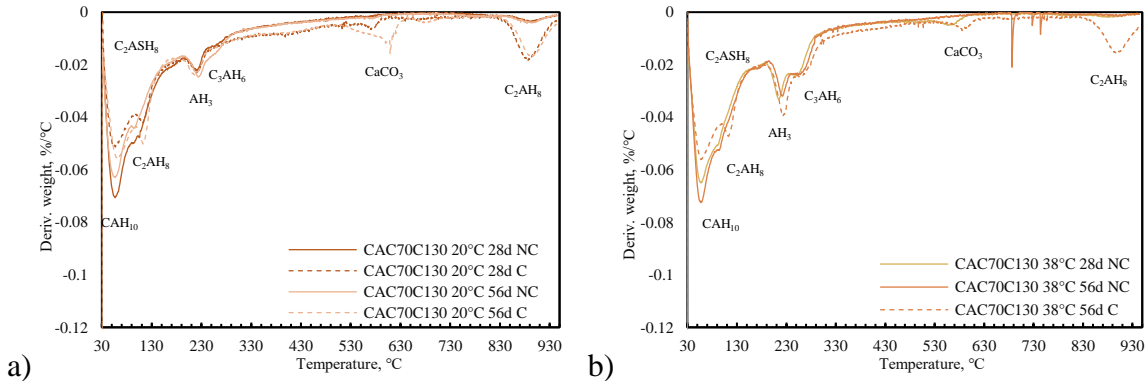 0
-0.02
-0.04
-0.06
-0.08
-0.1
-0.12
Deriv. weight, %/°C
C₂ASH₈
C₃AH₆
AH₃
CaCO₃
C₂AH₈
C₂AH₈
CAH₁₀
CAC70C130 20°C 28d NC
CAC70C130 20°C 28d C
CAC70C130 20°C 56d NC
CAC70C130 20°C 56d C
30 130 230 330 430 530 630 730 830 930
Temperature, °C
a)
0
-0.02
-0.04
-0.06
-0.08
-0.1
-0.12
Deriv. weight, %/°C
C₂ASH₈
CaCO₃
C₂AH₈
C₃AH₆
AH₃
C₂AH₈
CAH₁₀
CAC70C130 38°C 28d NC
CAC70C130 38°C 56d NC
CAC70C130 38°C 56d C
30 130 230 330 430 530 630 730 830 930
Temperature, °C
b)